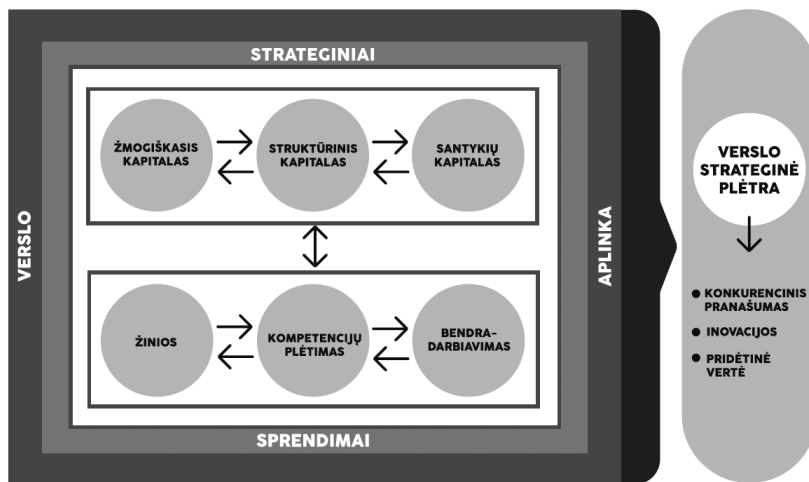 STRATEGINIAI
ŽMOGIŠKASIS
KAPITALAS
STRUKTŪRINIS
KAPITALAS
SANTYKIŲ
KAPITALAS
VERSLO
APLINKA
ŽINIOS
KOMPETENCIJŲ
PLĖTIMAS
BENDRA-
DARBIAVIMAS
SPRENDIMAI
VERSLO
STRATEGINĖ
PLĖTRA
KONKURENCINIS
PRANAŠUMAS
INOVACIJOS
PRIDĖTINĖ
VERTĖ